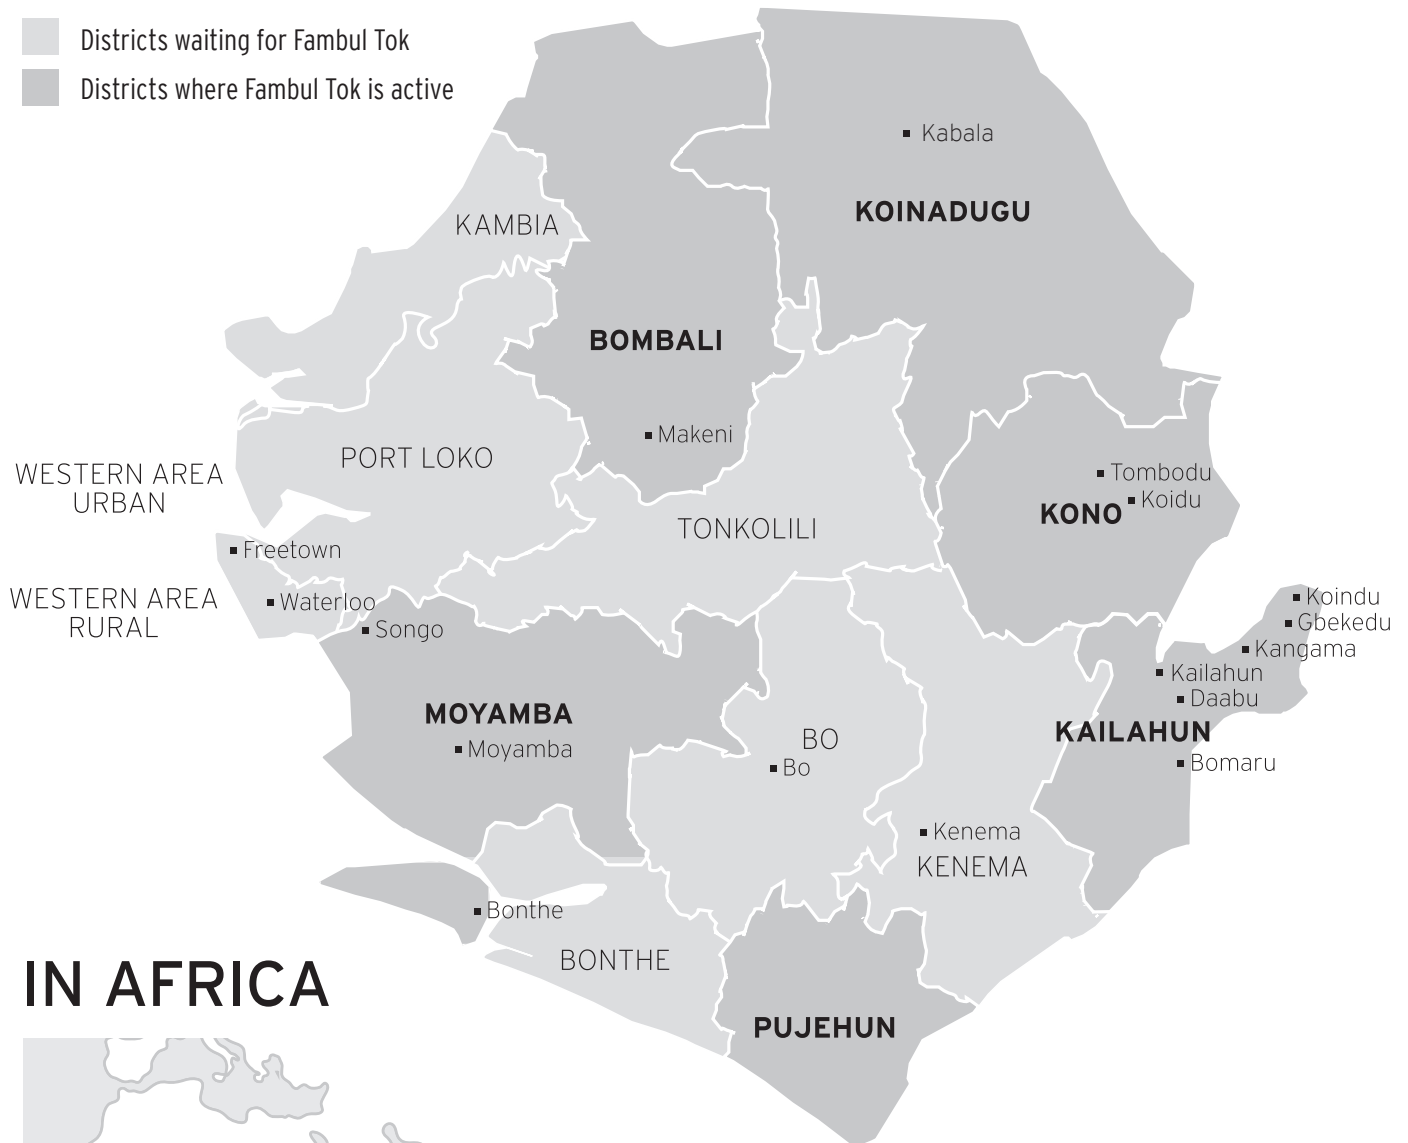 Districts waiting for Fambul Tok
Districts where Fambul Tok is active
Kabala
KOINADUGU
KAMBIA
BOMBALI
Makeni
PORT LOKO
WESTERN AREA
URBAN
Tombodu
Koidu
KONO
TONKOLILI
Freetown
WESTERN AREA
RURAL
Waterloo
Songo
Koindu
Gbekedu
Kangama
Kailahun
Daabu
KAILAHUN
Bomaru
MOYAMBA
Moyamba
BO
Bo
Kenema
KENEMA
Bonthe
BONTHE
IN AFRICA
PUJEHUN